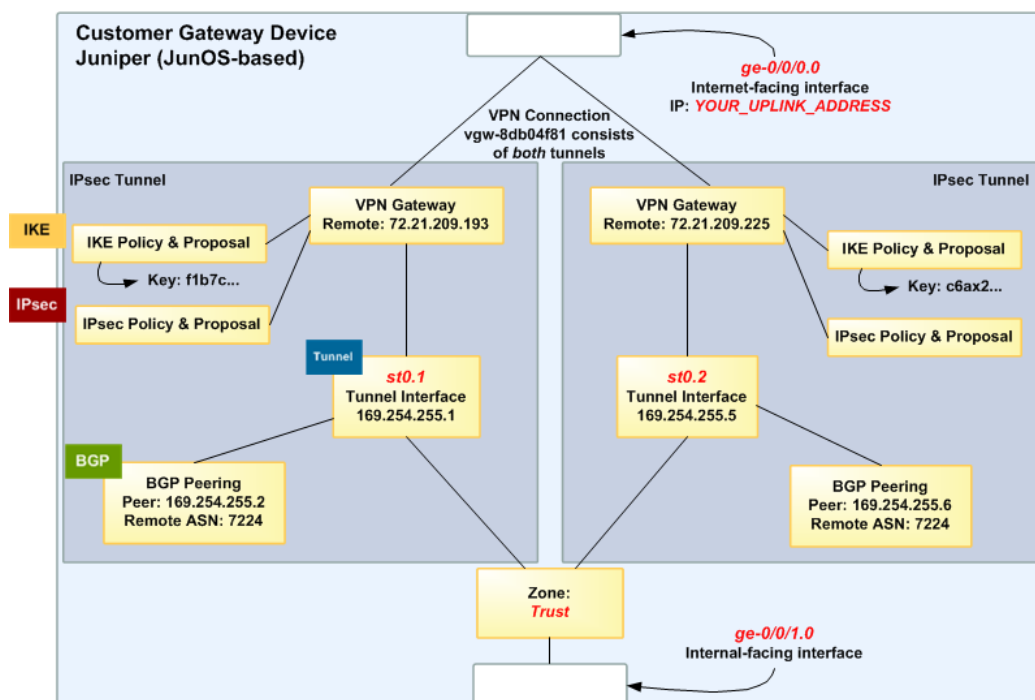 Customer Gateway Device
Juniper (JunOS-based)
ge-0/0/0.0
Internet-facing interface
IP: YOUR_UPLINK_ADDRESS
VPN Connection
vgw-8db04f81 consists
of both tunnels
IPsec Tunnel
IPsec Tunnel
VPN Gateway
Remote: 72.21.209.193
VPN Gateway
Remote: 72.21.209.225
IKE
IKE Policy & Proposal
Key: f1b7c...
IKE Policy & Proposal
Key: c6ax2...
IPsec
IPsec Policy & Proposal
IPsec Policy & Proposal
Tunnel
st0.1
Tunnel Interface
169.254.255.1
st0.2
Tunnel Interface
169.254.255.5
BGP
BGP Peering
Peer: 169.254.255.2
Remote ASN: 7224
BGP Peering
Peer: 169.254.255.6
Remote ASN: 7224
Zone:
Trust
ge-0/0/1.0
Internal-facing interface